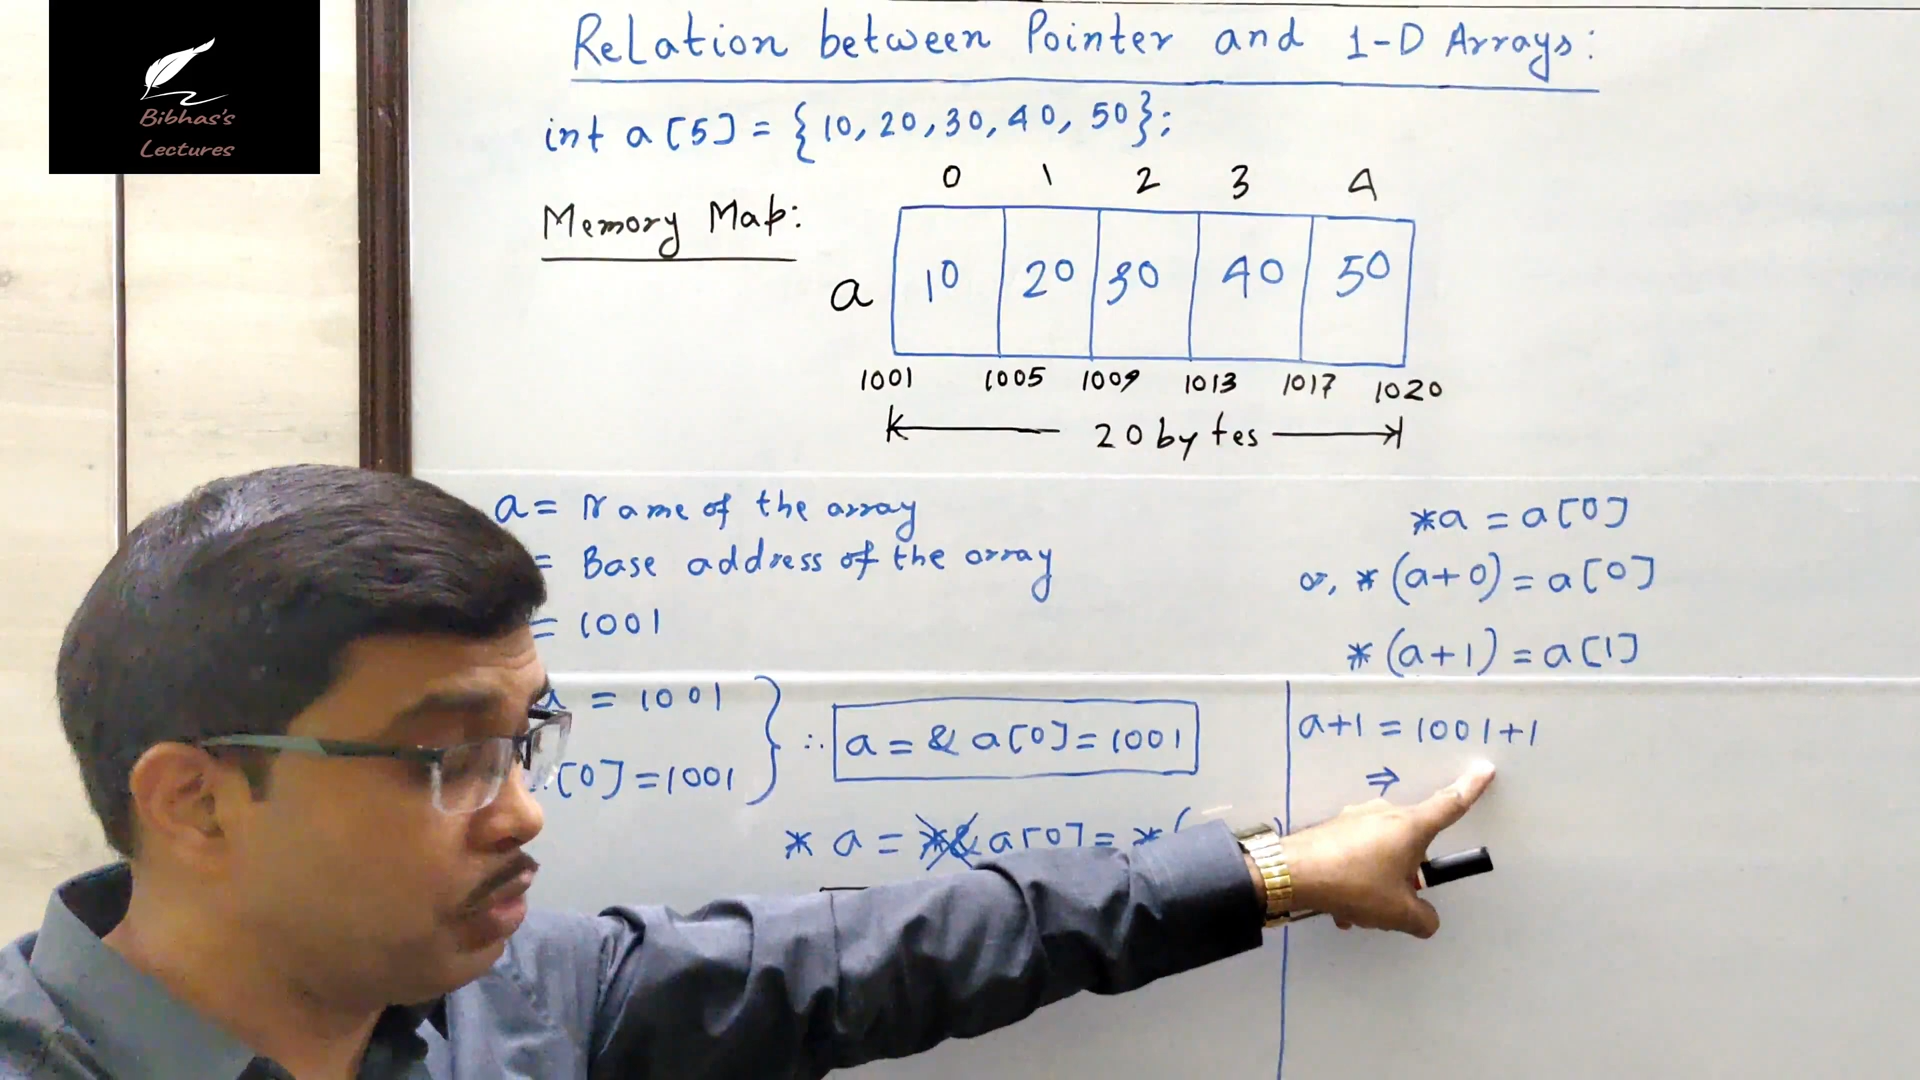 Bibhas's
Lectures
Relation between Pointer and 1-D Arrays:
int a[5] = {10, 20, 30, 40, 50};
0 1 2 3 4
Memory Map:
a 10 20 30 40 50
1001 1005 1009 1013 1017 1020
20 bytes
a = Name of the array
= Base address of the array
= 1001
*a = a[0]
or, *(a+0) = a[0]
*(a+1) = a[1]
a = 1001
[0] = 1001
∴ a = & a[0] = 1001
* a = *& a[0] = *(
a+1 = 1001+1
⇒